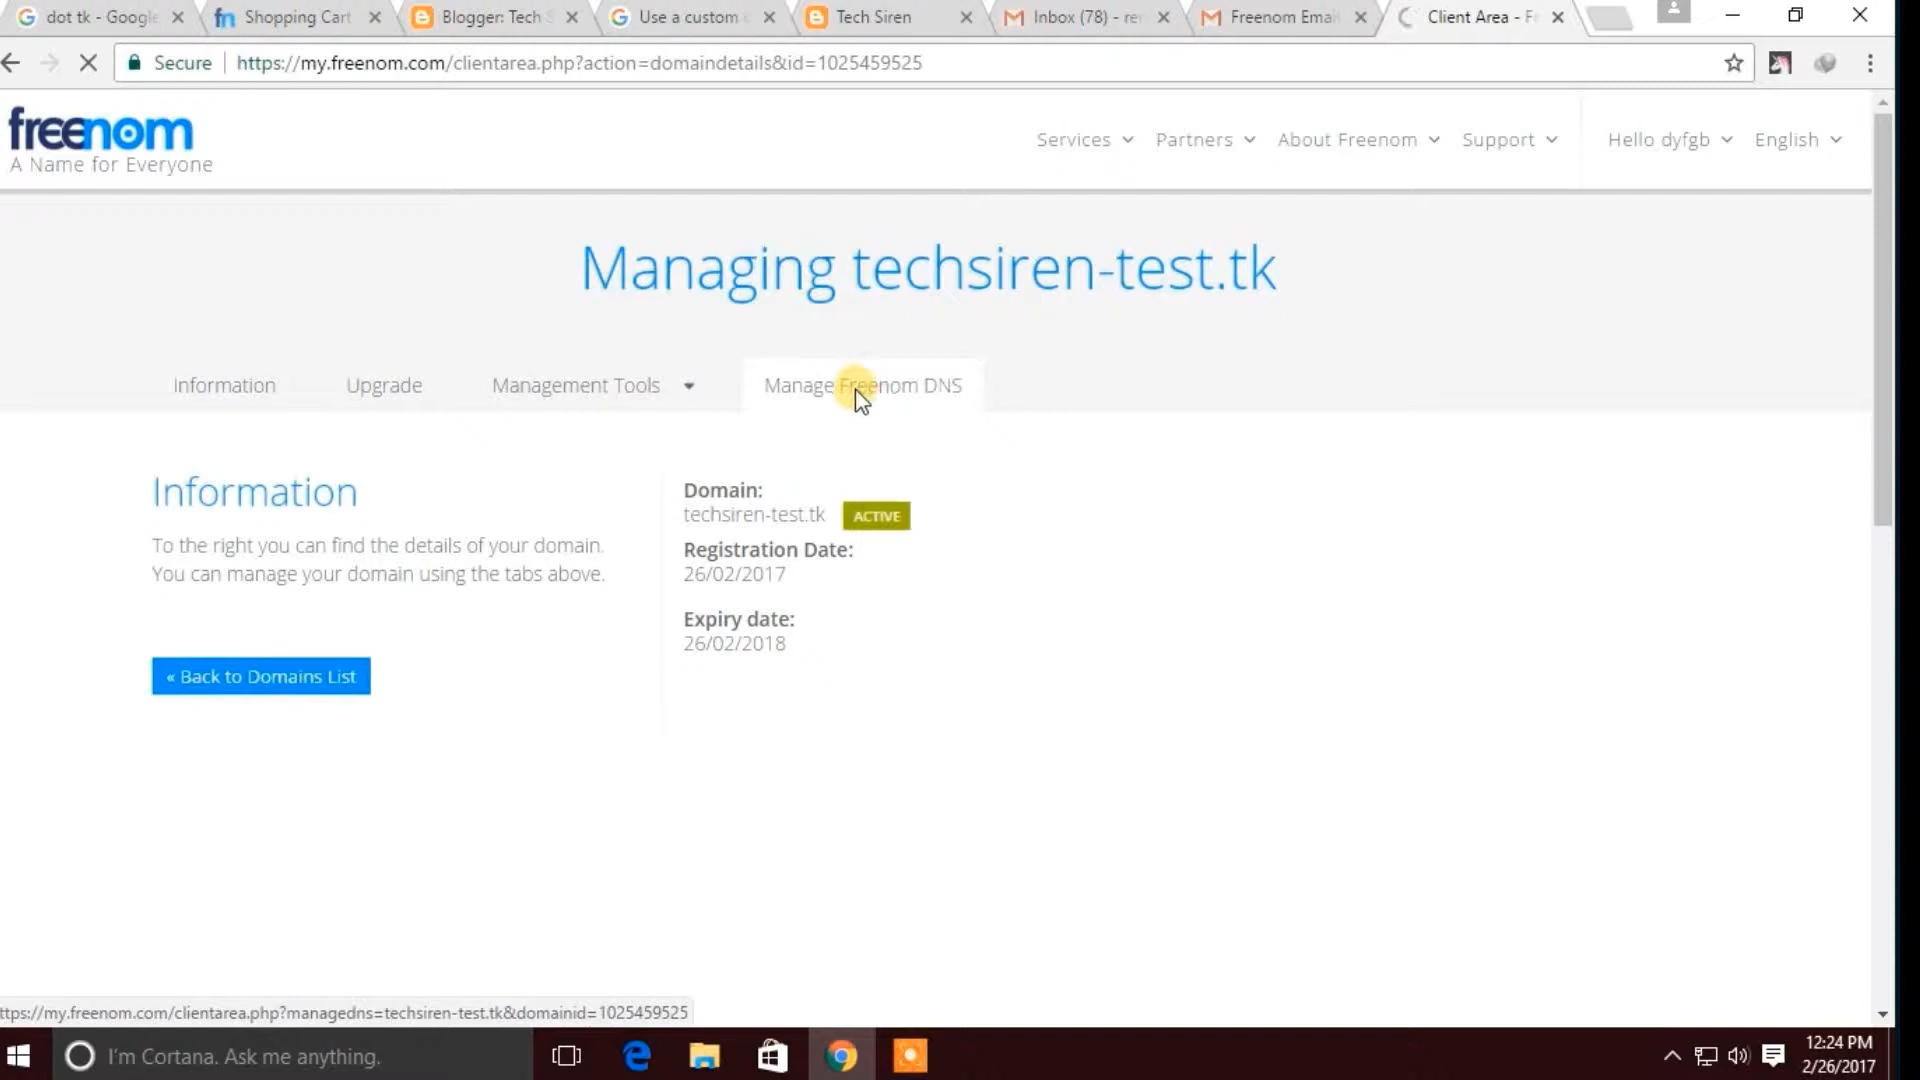 dot tk - Google
Shopping Cart
Blogger: Tech S
Use a custom
Tech Siren
Inbox (78) - re
Freenom Emai
Client Area - F
Secure
https://my.freenom.com/clientarea.php?action=domaindetails&id=1025459525
freenom
A Name for Everyone
Services
Partners
About Freenom
Support
Hello dyfgb
English
Managing techsiren-test.tk
Information
Upgrade
Management Tools
Manage Freenom DNS
Information
To the right you can find the details of your domain.
You can manage your domain using the tabs above.
« Back to Domains List
Domain:
techsiren-test.tk ACTIVE
Registration Date:
26/02/2017
Expiry date:
26/02/2018
ttps://my.freenom.com/clientarea.php?managedns=techsiren-test.tk&domainid=1025459525
I'm Cortana. Ask me anything.
12:24 PM
2/26/2017